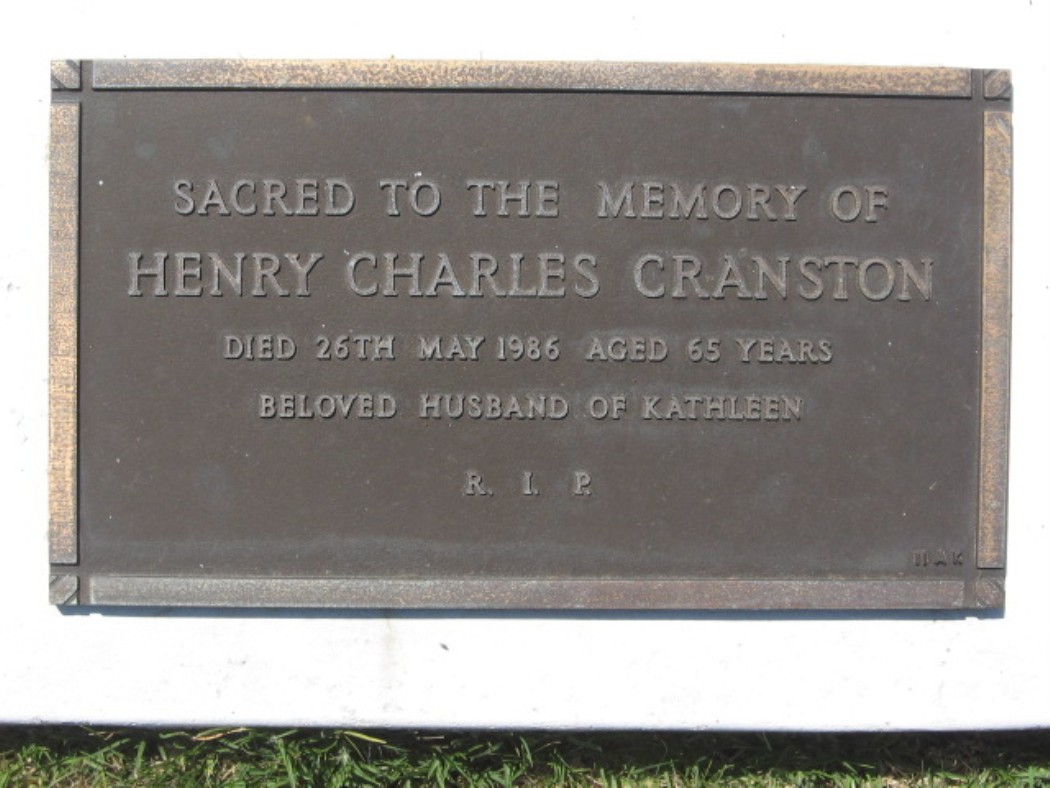 SACRED TO THE MEMORY OF
HENRY CHARLES CRANSTON
DIED 26TH MAY 1986 AGED 65 YEARS
BELOVED HUSBAND OF KATHLEEN
R. I. P.